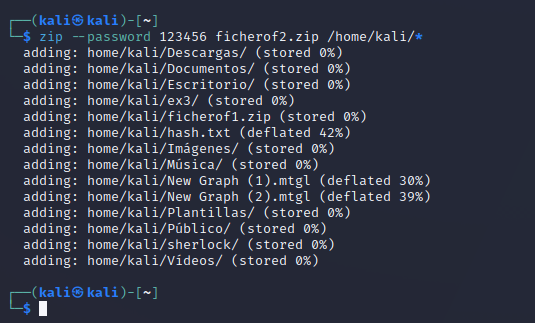 ┌──(kali㉿kali)-[~]
└─$ zip --password 123456 ficherof2.zip /home/kali/*
  adding: home/kali/Descargas/ (stored 0%)
  adding: home/kali/Documentos/ (stored 0%)
  adding: home/kali/Escritorio/ (stored 0%)
  adding: home/kali/ex3/ (stored 0%)
  adding: home/kali/ficherof1.zip (stored 0%)
  adding: home/kali/hash.txt (deflated 42%)
  adding: home/kali/Imágenes/ (stored 0%)
  adding: home/kali/Música/ (stored 0%)
  adding: home/kali/New Graph (1).mtgl (deflated 30%)
  adding: home/kali/New Graph (2).mtgl (deflated 39%)
  adding: home/kali/Plantillas/ (stored 0%)
  adding: home/kali/Público/ (stored 0%)
  adding: home/kali/sherlock/ (stored 0%)
  adding: home/kali/Vídeos/ (stored 0%)
┌──(kali㉿kali)-[~]
└─$